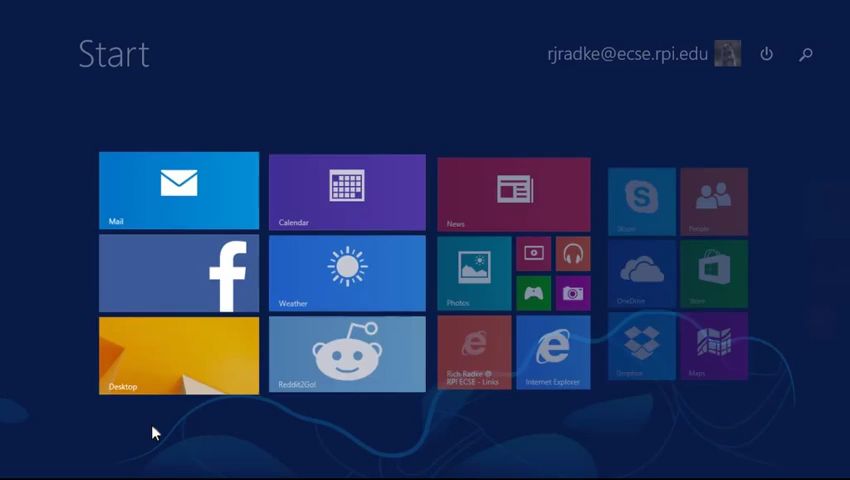 Start
rjradke@ecse.rpi.edu
Mail
Calendar
News
Skype
People
Weather
Photos
OneDrive
Store
Desktop
Reddit2Go!
Rich Radke @
RPI ECSE - Links
Internet Explorer
Dropbox
Maps